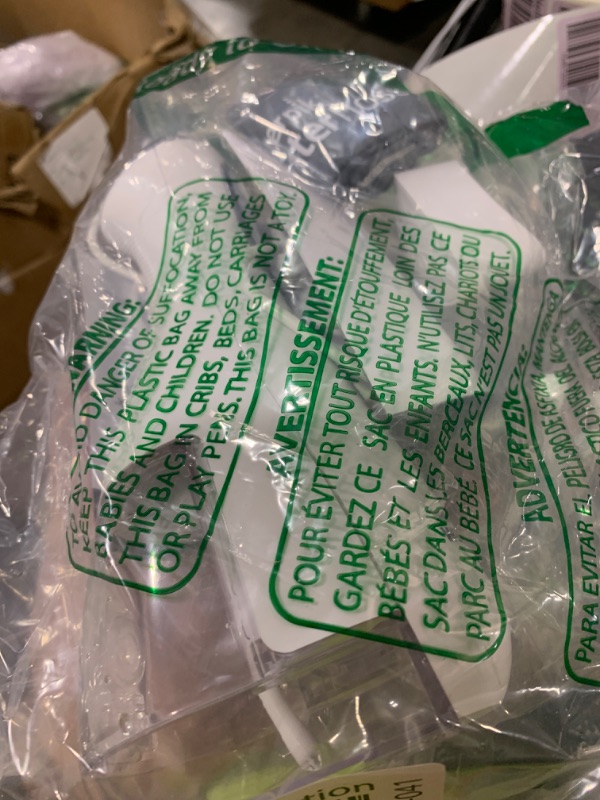 WARNING:
TO AVOID DANGER OF SUFFOCATION,
KEEP THIS PLASTIC BAG AWAY FROM
BABIES AND CHILDREN. DO NOT USE
THIS BAG IN CRIBS, BEDS, CARRIAGES
OR PLAY PENS. THIS BAG IS NOT A TOY.
AVERTISSEMENT:
POUR ÉVITER TOUT RISQUE D'ÉTOUFFEMENT,
GARDEZ CE SAC EN PLASTIQUE LOIN DES
BÉBÉS ET LES ENFANTS. N'UTILISEZ PAS CE
SAC DANS LES BERCEAUX, LITS, CHARIOTS OU
PARC AU BÉBÉ. CE SAC N'EST PAS UN JOUET.
ADVERTENCIA:
PARA EVITAR EL PELIGRO DE
tion
-041